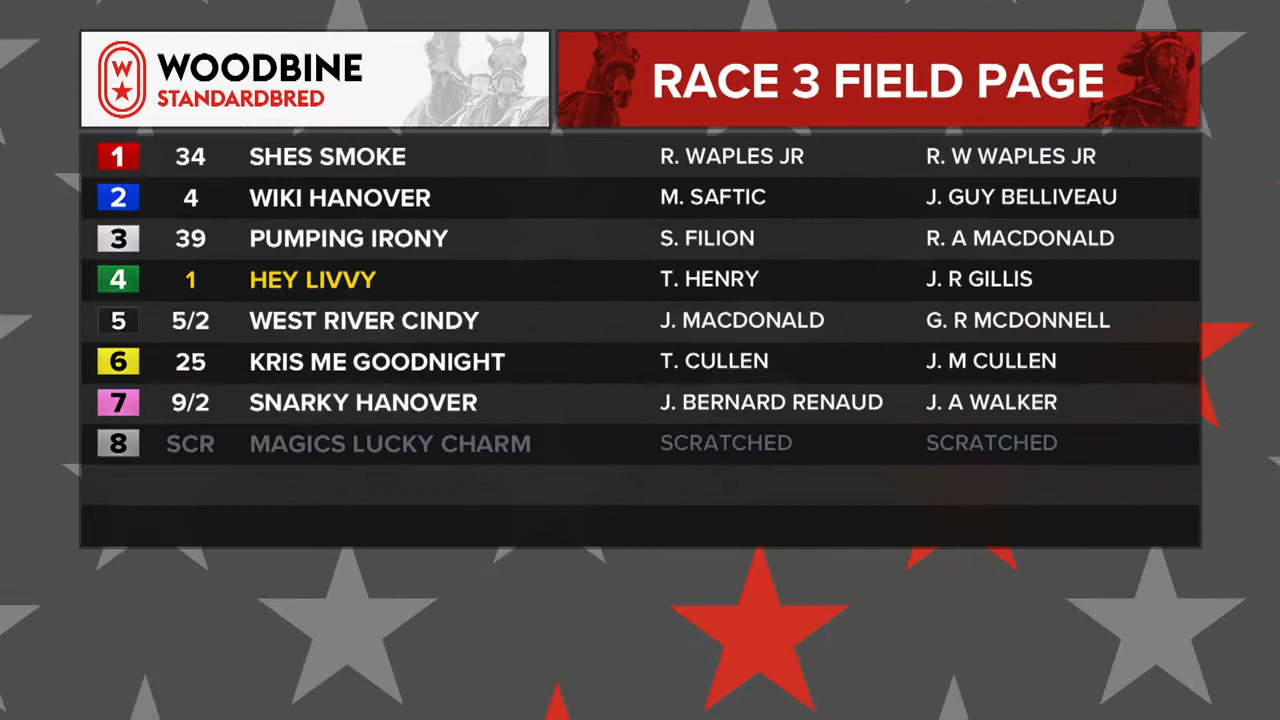 W
WOODBINE
STANDARDBRED
RACE 3 FIELD PAGE
1 34 SHES SMOKE R. WAPLES JR R. W WAPLES JR
2 4 WIKI HANOVER M. SAFTIC J. GUY BELLIVEAU
3 39 PUMPING IRONY S. FILION R. A MACDONALD
4 1 HEY LIVVY T. HENRY J. R GILLIS
5 5/2 WEST RIVER CINDY J. MACDONALD G. R MCDONNELL
6 25 KRIS ME GOODNIGHT T. CULLEN J. M CULLEN
7 9/2 SNARKY HANOVER J. BERNARD RENAUD J. A WALKER
8 SCR MAGICS LUCKY CHARM SCRATCHED SCRATCHED